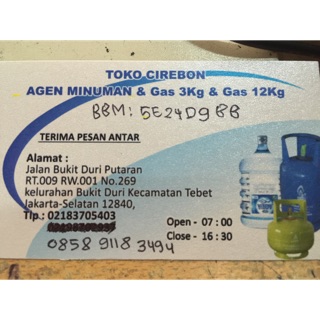 TOKO CIREBON
AGEN MINUMAN & Gas 3Kg & Gas 12Kg
BBM: 5E24D9BB
TERIMA PESAN ANTAR
Alamat :
Jalan Bukit Duri Putaran
RT.009 RW.001 No.269
kelurahan Bukit Duri Kecamatan Tebet
Jakarta-Selatan 12840,
Tlp.: 02183705403
0858 9118 3494
Open - 07 : 00
Close - 16 : 30